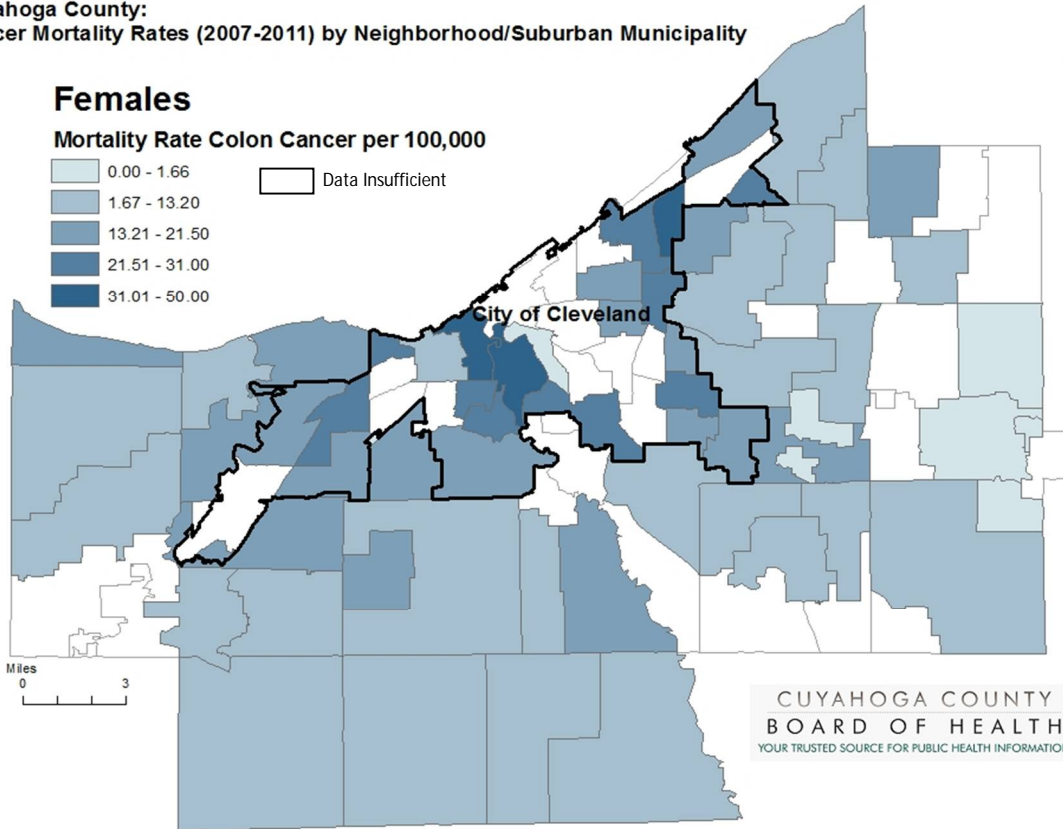 ahoga County:
cer Mortality Rates (2007-2011) by Neighborhood/Suburban Municipality
Females
Mortality Rate Colon Cancer per 100,000
0.00 - 1.66
1.67 - 13.20
13.21 - 21.50
21.51 - 31.00
31.01 - 50.00
Data Insufficient
City of Cleveland
Miles
0 3
CUYAHOGA COUNTY
BOARD OF HEALTH
YOUR TRUSTED SOURCE FOR PUBLIC HEALTH INFORMATIO